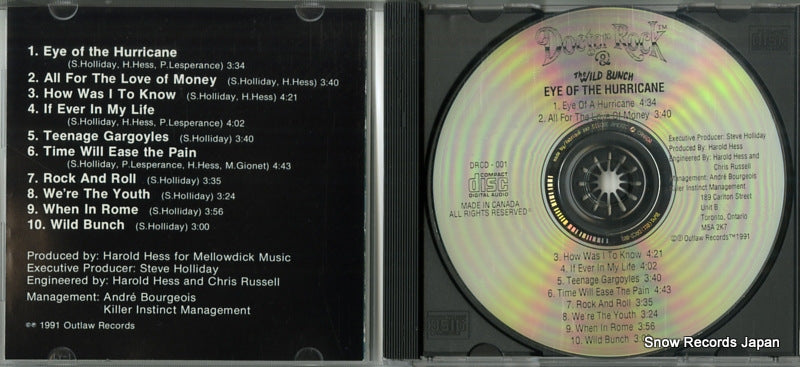 1. Eye of the Hurricane
(S.Holliday, H.Hess, P.Lesperance) 3:34
2. All For The Love of Money (S.Holliday, H.Hess) 3:40
3. How Was I To Know (S.Holliday, H.Hess) 4:21
4. If Ever In My Life
(S.Holliday, H.Hess, P.Lesperance) 4:02
5. Teenage Gargoyles (S.Holliday) 3:40
6. Time Will Ease the Pain
(S.Holliday, P.Lesperance, H.Hess, M.Gionet) 4:43
7. Rock And Roll (S.Holliday) 3:35
8. We're The Youth (S.Holliday) 3:24
9. When In Rome (S.Holliday) 3:56
10. Wild Bunch (S.Holliday) 3:00
Produced by: Harold Hess for Mellowdick Music
Executive Producer: Steve Holliday
Engineered by: Harold Hess and Chris Russell
Management: André Bourgeois
Killer Instinct Management
©℗ 1991 Outlaw Records
Doctor Rock™
&
The WILD BUNCH
EYE OF THE HURRICANE
1. Eye Of A Hurricane 4:34
2. All For The Love Of Money 3:40
DRCD - 001
COMPACT
disc
DIGITAL AUDIO
MADE IN CANADA
ALL RIGHTS RESERVED
Executive Producer: Steve Holliday
Produced By: Harold Hess
Engineered By: Harold Hess and
Chris Russell
Management: André Bourgeois
Killer Instinct Management
189 Carlton Street
Unit B
Toronto, Ontario
M5A 2K7
©℗ Outlaw Records™1991
3. How Was I To Know 4:21
4. If Ever In My Life 4:02
5. Teenage Gargoyles 3:40
6. Time Will Ease The Pain 4:43
7. Rock And Roll 3:35
8. We're The Youth 3:24
9. When In Rome 3:56
10. Wild Bunch
Snow Records Japan